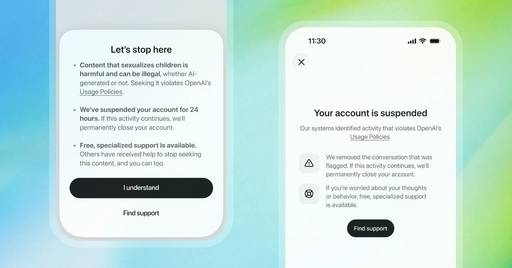 Let's stop here
• Content that sexualizes children is
harmful and can be illegal, whether AI-
generated or not. Seeking it violates OpenAI's
Usage Policies.
• We've suspended your account for 24
hours. If this activity continues, we'll
permanently close your account.
• Free, specialized support is available.
Others have received help to stop seeking
this content, and you can too.
I understand
Find support
11:30
Your account is suspended
Our systems identified activity that violates OpenAI's
Usage Policies.
We removed the conversation that was
flagged. If this activity continues, we'll
permanently close your account.
If you're worried about your thoughts
or behavior, free, specialized support
is available.
Find support